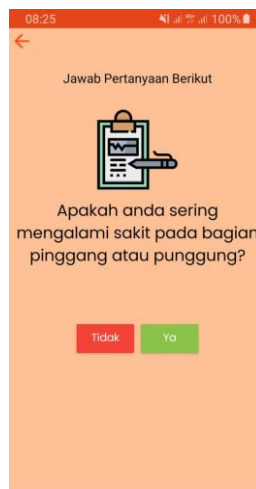 08:25 100%
Jawab Pertanyaan Berikut
Apakah anda sering
mengalami sakit pada bagian
pinggang atau punggung?
Tidak Ya